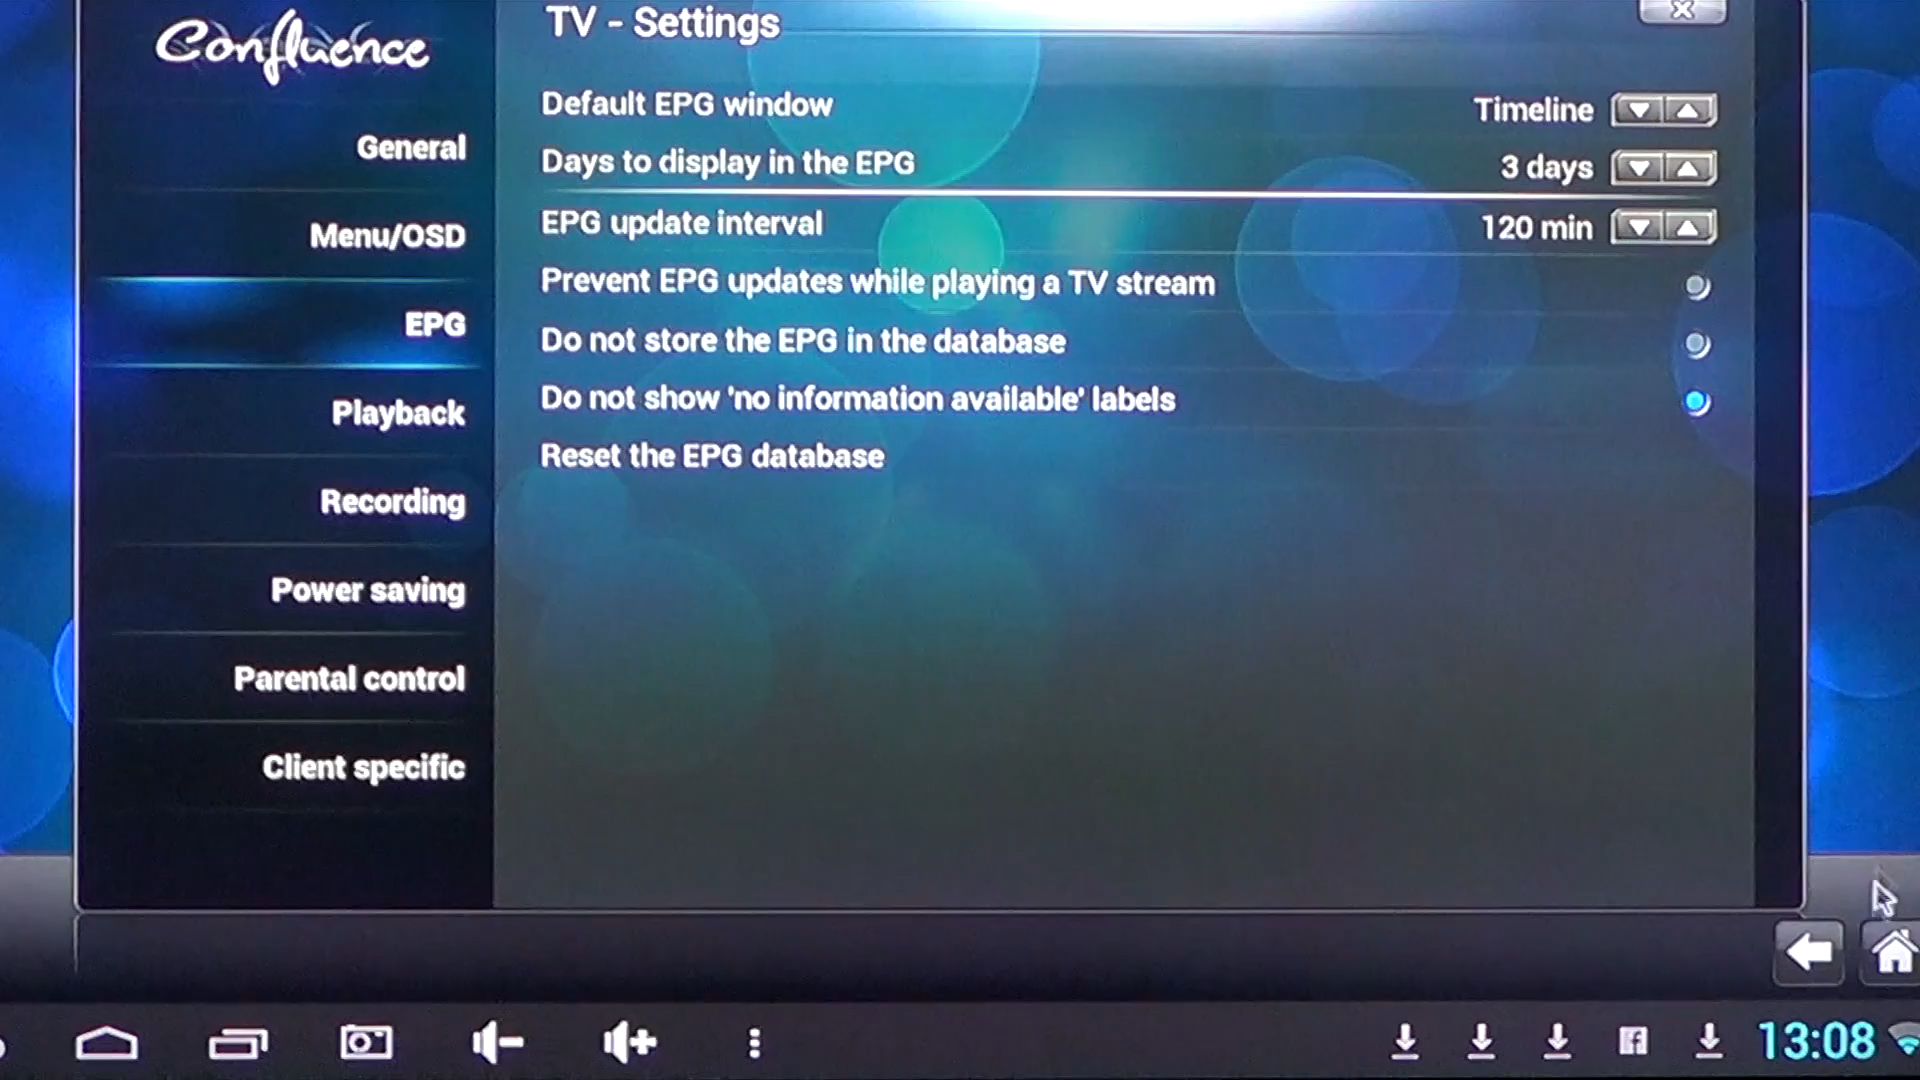 Confluence
TV - Settings
General
Menu/OSD
EPG
Playback
Recording
Power saving
Parental control
Client specific
Default EPG window Timeline
Days to display in the EPG 3 days
EPG update interval 120 min
Prevent EPG updates while playing a TV stream
Do not store the EPG in the database
Do not show 'no information available' labels
Reset the EPG database
13:08